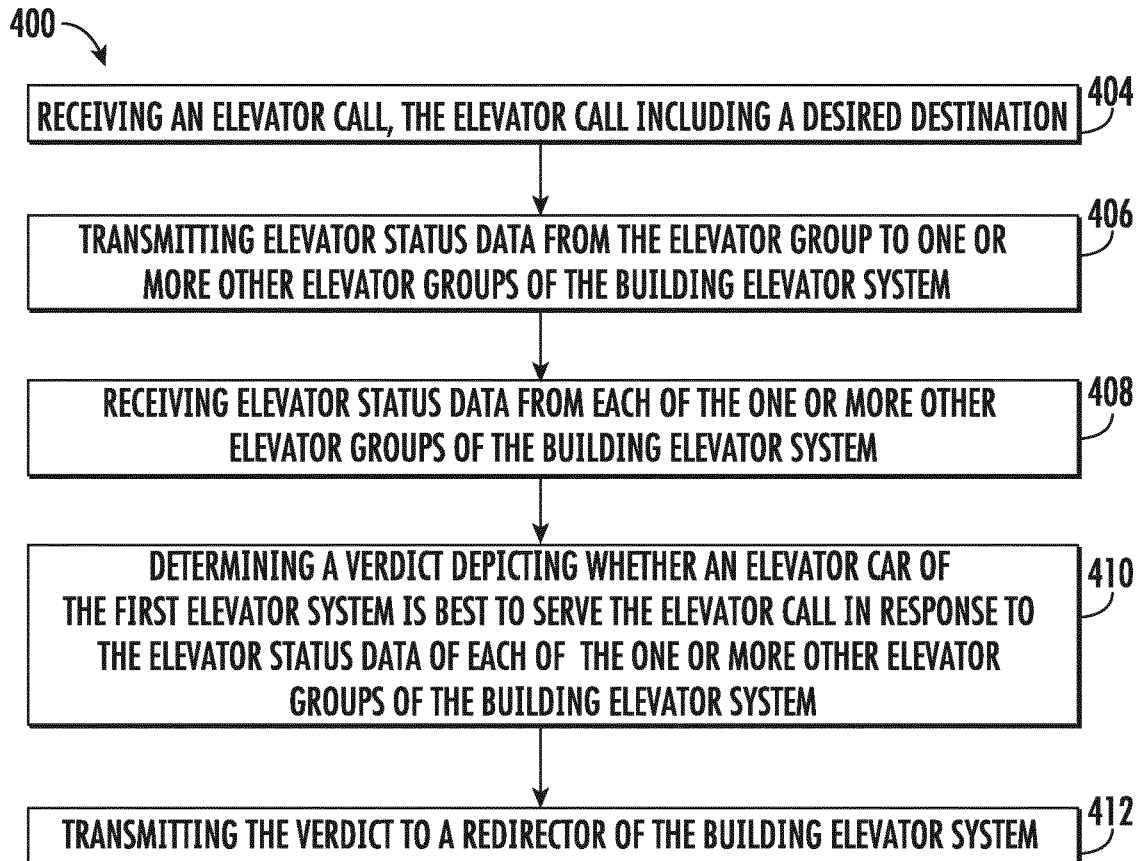 400
RECEIVING AN ELEVATOR CALL, THE ELEVATOR CALL INCLUDING A DESIRED DESTINATION
404
TRANSMITTING ELEVATOR STATUS DATA FROM THE ELEVATOR GROUP TO ONE OR
MORE OTHER ELEVATOR GROUPS OF THE BUILDING ELEVATOR SYSTEM
406
RECEIVING ELEVATOR STATUS DATA FROM EACH OF THE ONE OR MORE OTHER
ELEVATOR GROUPS OF THE BUILDING ELEVATOR SYSTEM
408
DETERMINING A VERDICT DEPICTING WHETHER AN ELEVATOR CAR OF
THE FIRST ELEVATOR SYSTEM IS BEST TO SERVE THE ELEVATOR CALL IN RESPONSE TO
THE ELEVATOR STATUS DATA OF EACH OF THE ONE OR MORE OTHER ELEVATOR
GROUPS OF THE BUILDING ELEVATOR SYSTEM
410
TRANSMITTING THE VERDICT TO A REDIRECTOR OF THE BUILDING ELEVATOR SYSTEM
412